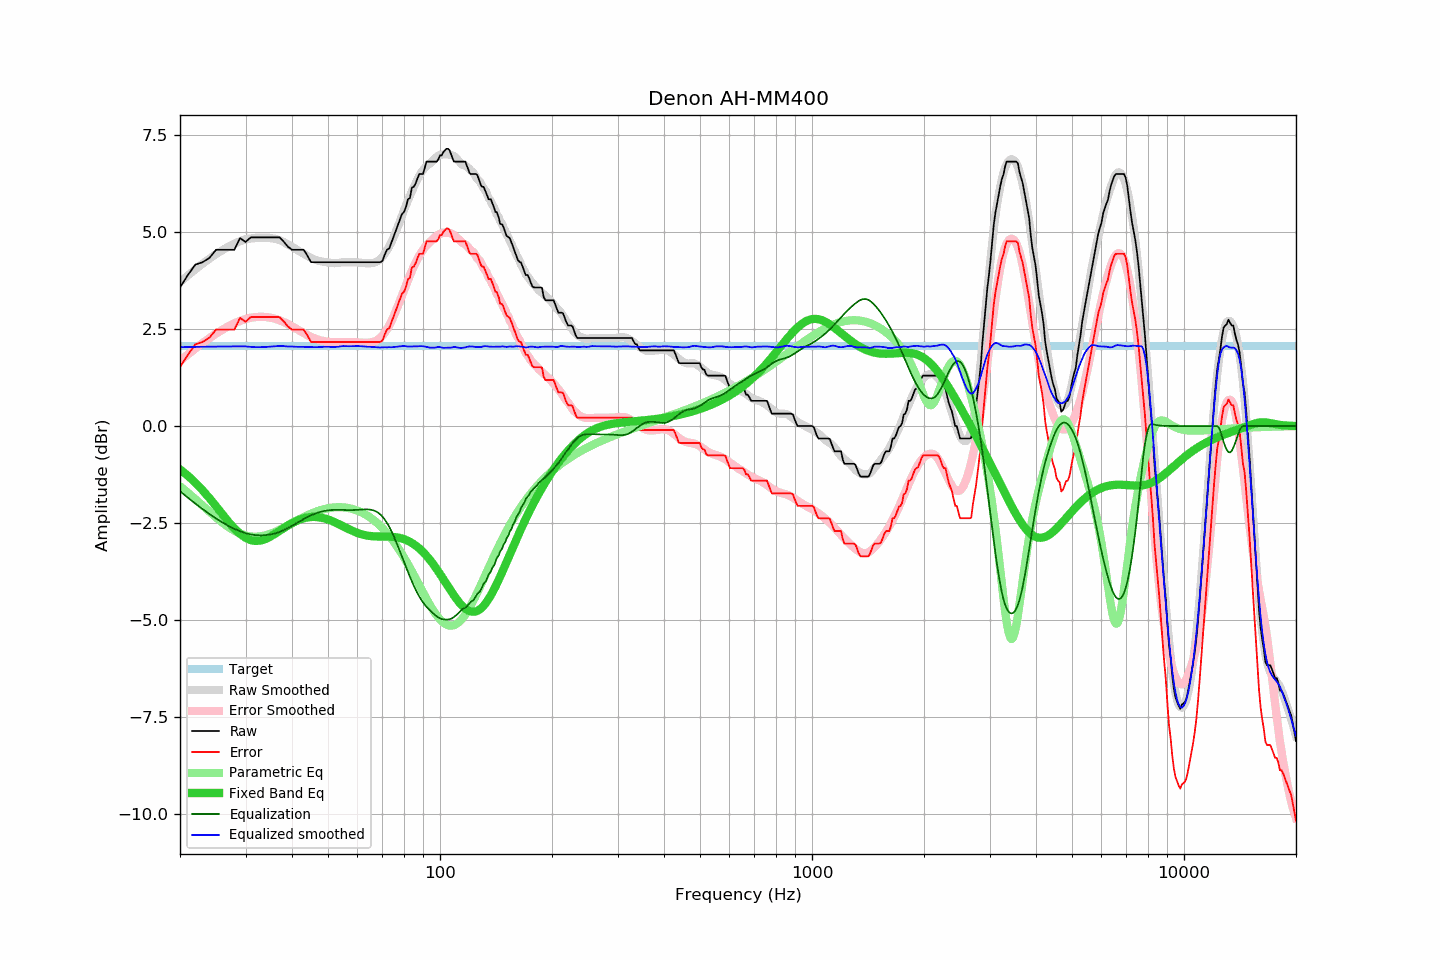 Denon AH-MM400
7.5
5.0
2.5
0.0
−2.5
−5.0
−7.5
−10.0
Amplitude (dBr)
Target
Raw Smoothed
Error Smoothed
Raw
Error
Parametric Eq
Fixed Band Eq
Equalization
Equalized smoothed
100 1000 10000
Frequency (Hz)